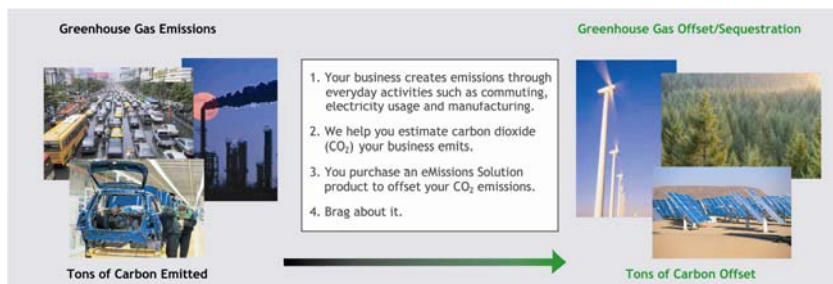 Greenhouse Gas Emissions
Greenhouse Gas Offset/Sequestration
1. Your business creates emissions through
everyday activities such as commuting,
electricity usage and manufacturing.
2. We help you estimate carbon dioxide
(CO₂) your business emits.
3. You purchase an eMissions Solution
product to offset your CO₂ emissions.
4. Brag about it.
Tons of Carbon Emitted
Tons of Carbon Offset